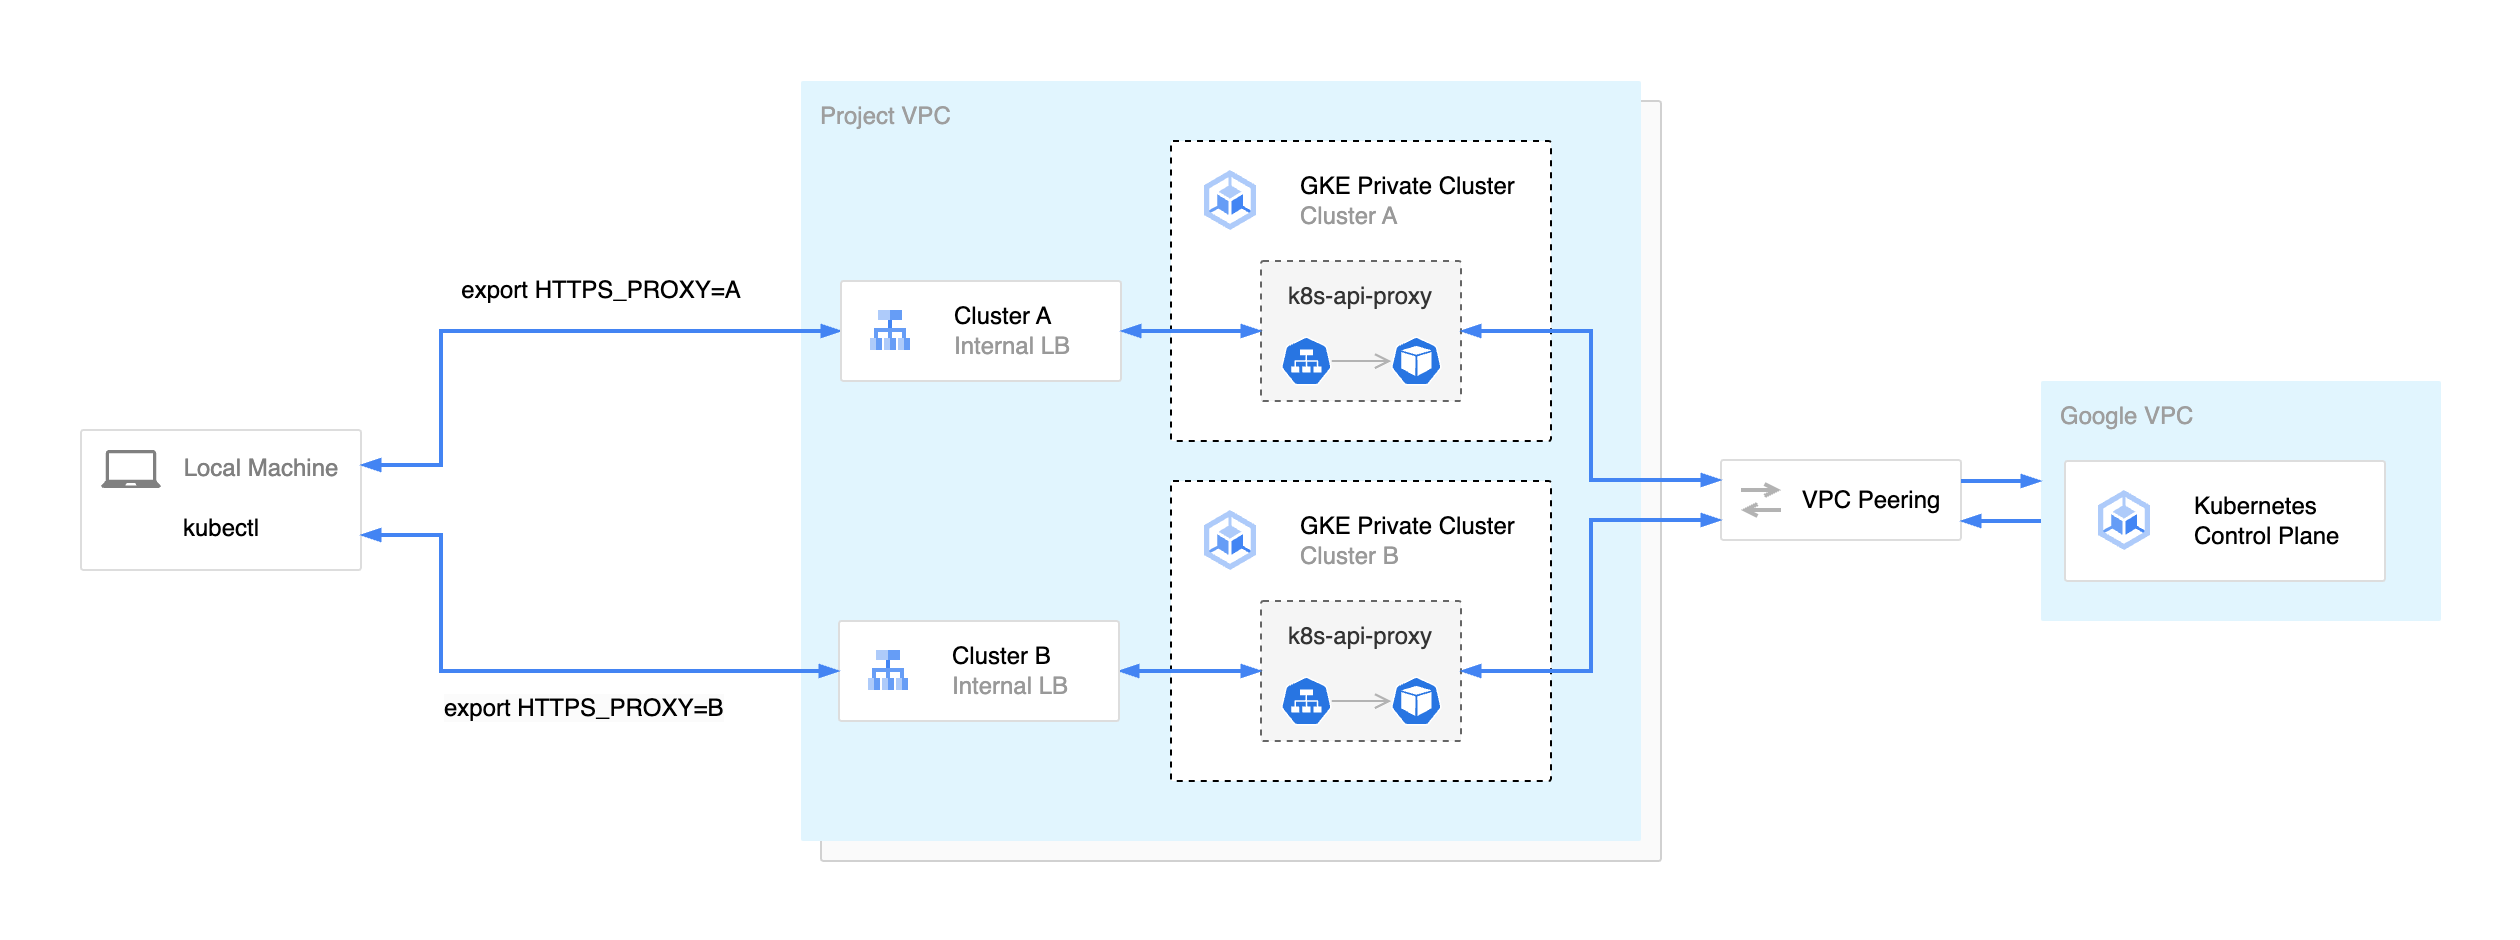 Project VPC
GKE Private Cluster
Cluster A
export HTTPS_PROXY=A
k8s-api-proxy
Cluster A
Internal LB
Local Machine
kubectl
Google VPC
VPC Peering
Kubernetes
Control Plane
GKE Private Cluster
Cluster B
k8s-api-proxy
Cluster B
Internal LB
export HTTPS_PROXY=B